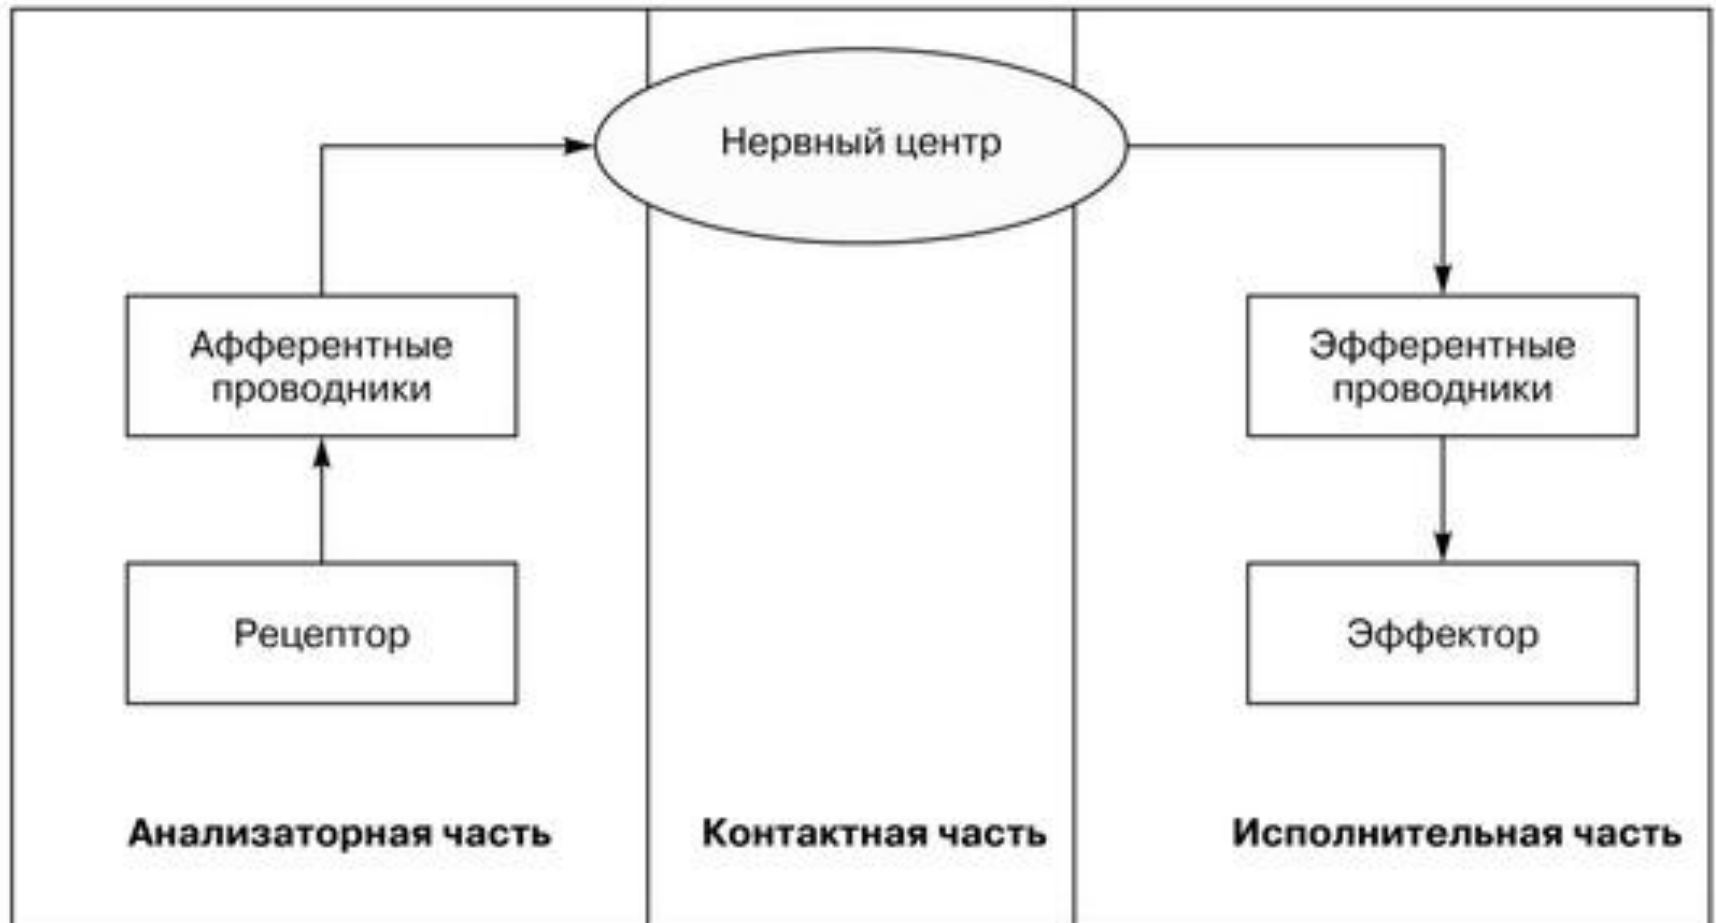 Нервный центр
Афферентные
проводники
Эфферентные
проводники
Рецептор
Эффектор
Анализаторная часть
Контактная часть
Исполнительная часть